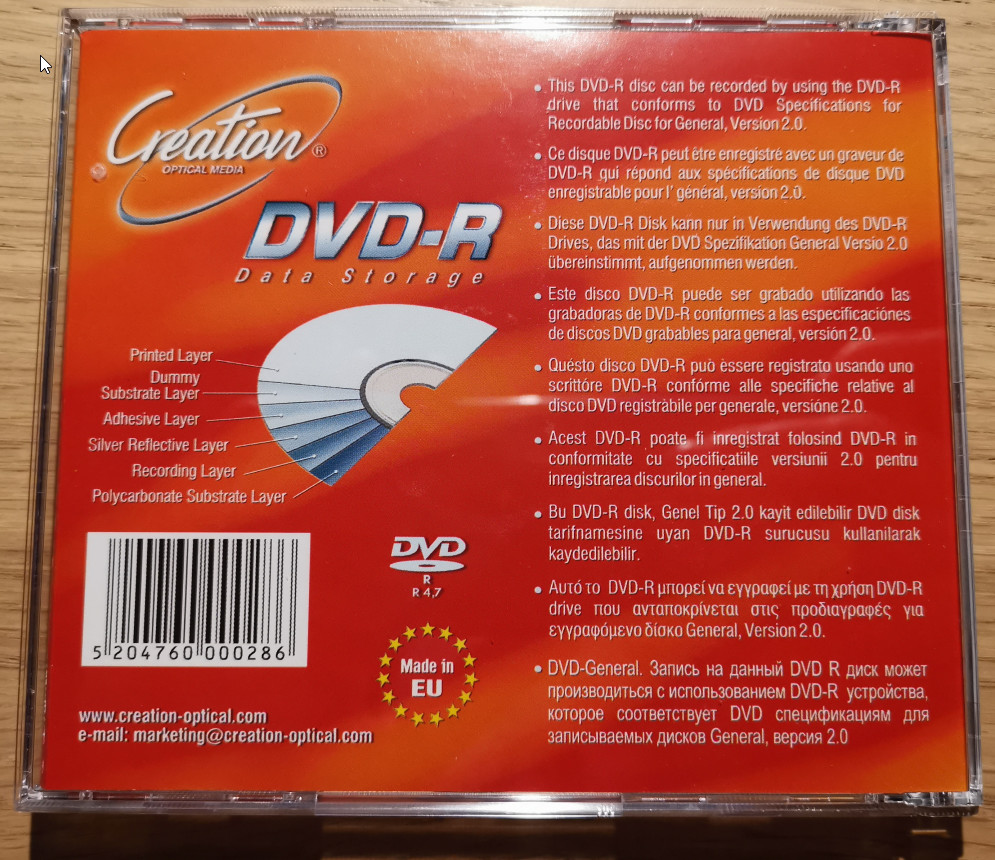 Creation®
OPTICAL MEDIA
DVD-R
Data Storage
Printed Layer
Dummy
Substrate Layer
Adhesive Layer
Silver Reflective Layer
Recording Layer
Polycarbonate Substrate Layer
5 204760 000286
DVD
R
R 4,7
Made in
EU
www.creation-optical.com
e-mail: marketing@creation-optical.com
• This DVD-R disc can be recorded by using the DVD-R
drive that conforms to DVD Specifications for
Recordable Disc for General, Version 2.0.
• Ce disque DVD-R peut étre enregistré avec un graveur de
DVD-R qui répond aux spécifications de disque DVD
enregistrable pour l' général, version 2.0.
• Diese DVD-R Disk kann nur in Verwendung des DVD-R
Drives, das mit der DVD Spezifikation General Versio 2.0
übereinstimmt, aufgenommen werden.
• Este disco DVD-R puede ser grabado utilizando las
grabadoras de DVD-R conformes a las especificaciónes
de discos DVD grabables para general, versión 2.0.
• Quésto disco DVD-R può èssere registrato usando uno
scrittóre DVD-R confórme alle specifiche relative al
disco DVD registràbile per generale, versióne 2.0.
• Acest DVD-R poate fi inregistrat folosind DVD-R in
conformitate cu specificatiile versiunii 2.0 pentru
inregistrarea discurilor in general.
• Bu DVD-R disk, Genel Tip 2.0 kayit edilebilir DVD disk
tarifnamesine uyan DVD-R surucusu kullanilarak
kaydedilebilir.
• Αυτό το DVD-R μπορεί να εγγραφεί με τη χρήση DVD-R
drive που ανταποκρίνεται στις προδιαγραφές για
εγγραφόμενο δίσκο General, Version 2.0.
• DVD-General. Запись на данный DVD R диск может
производиться с использованием DVD-R устройства,
которое соответствует DVD спецификациям для
записываемых дисков General, версия 2.0